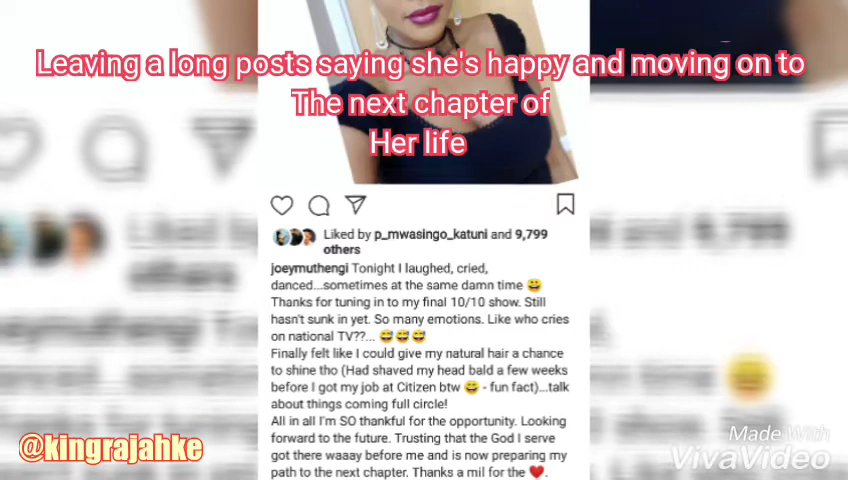 Leaving a long posts saying she's happy and moving on to
The next chapter of
Her life
Liked by p_mwasingo_katuni and 9,799
others
joeymuthengi Tonight I laughed, cried,
danced...sometimes at the same damn time 😄
Thanks for tuning in to my final 10/10 show. Still
hasn't sunk in yet. So many emotions. Like who cries
on national TV??... 😅😅😅
Finally felt like I could give my natural hair a chance
to shine tho (Had shaved my head bald a few weeks
before I got my job at Citizen btw 😄 - fun fact)...talk
about things coming full circle!
All in all I'm SO thankful for the opportunity. Looking
forward to the future. Trusting that the God I serve
got there waaay before me and is now preparing my
path to the next chapter. Thanks a mil for the ❤️.
@kingrajahke
Made With
VivaVideo